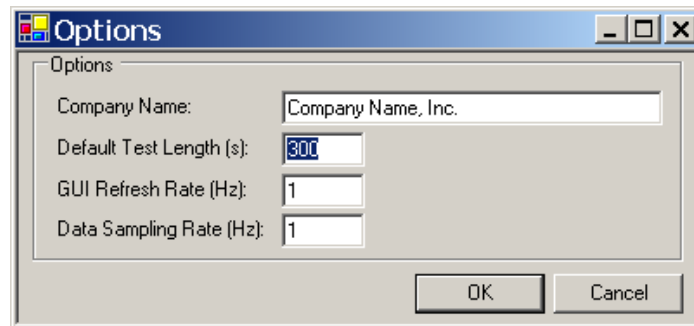 Options
Options
Company Name: Company Name, Inc.
Default Test Length (s): 300
GUI Refresh Rate (Hz): 1
Data Sampling Rate (Hz): 1
OK Cancel